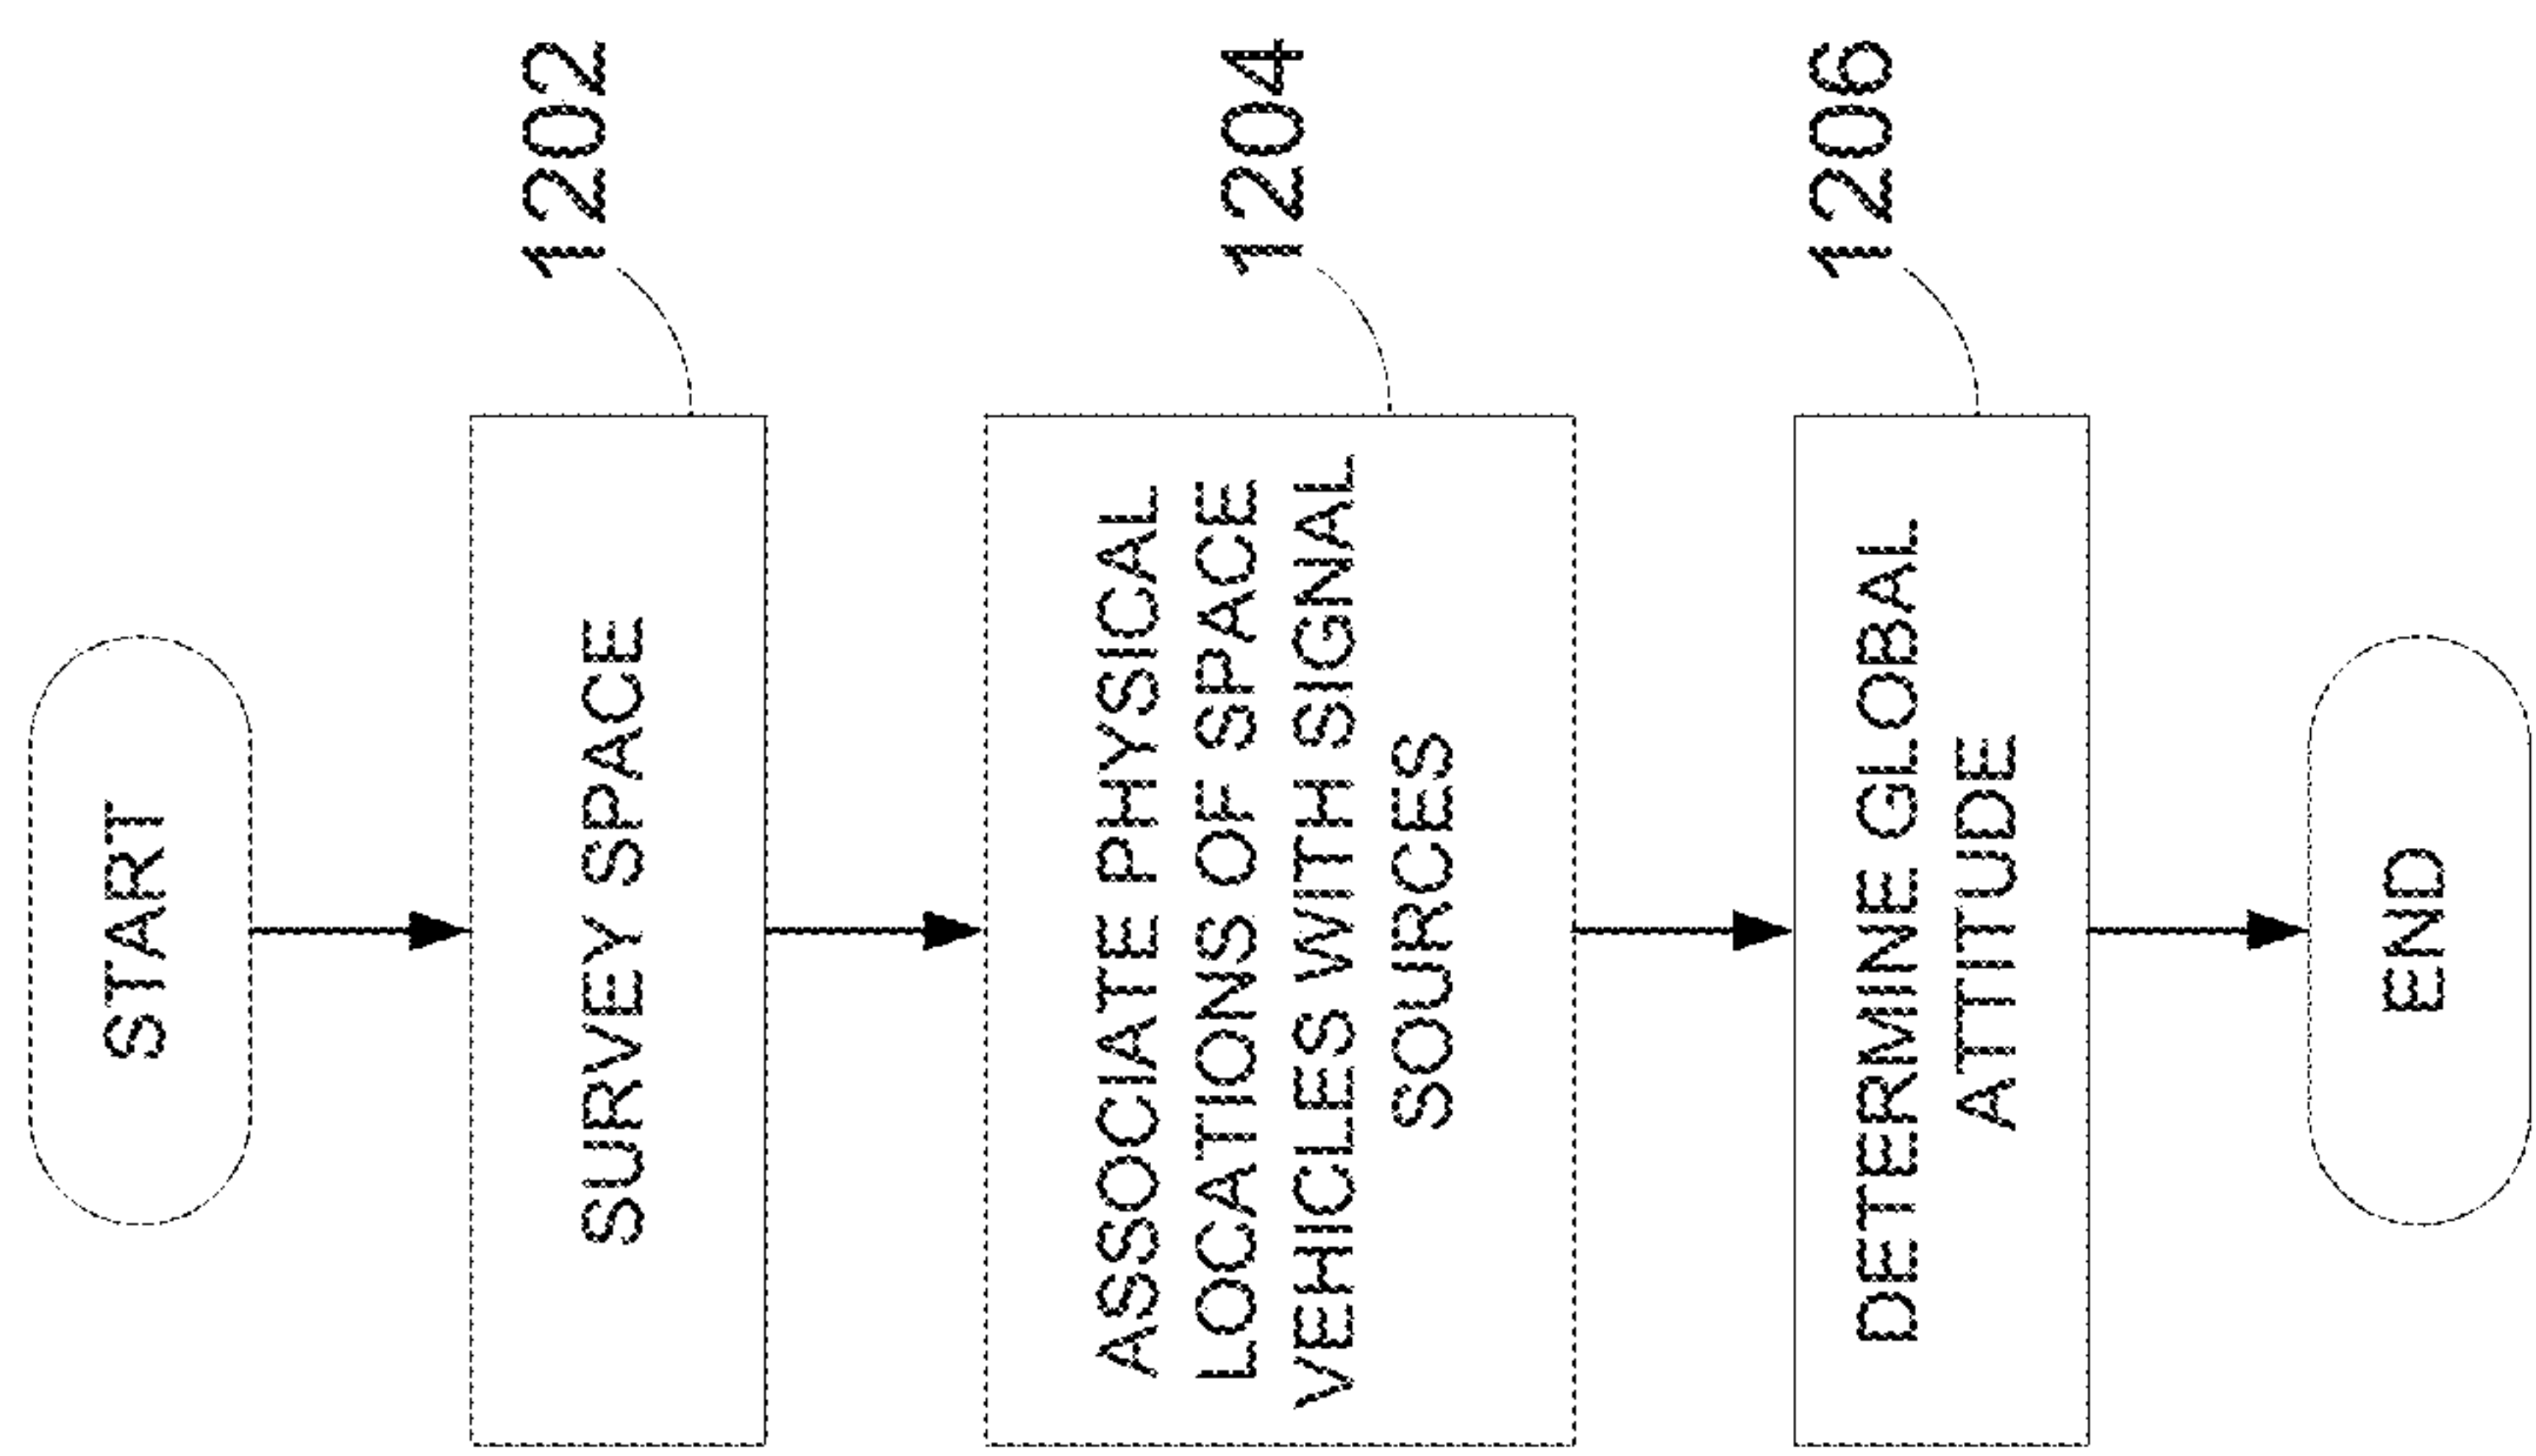 START
SURVEY SPACE
1202
ASSOCIATE PHYSICAL
LOCATIONS OF SPACE
VEHICLES WITH SIGNAL
SOURCES
1204
DETERMINE GLOBAL
ATTITUDE
1206
END